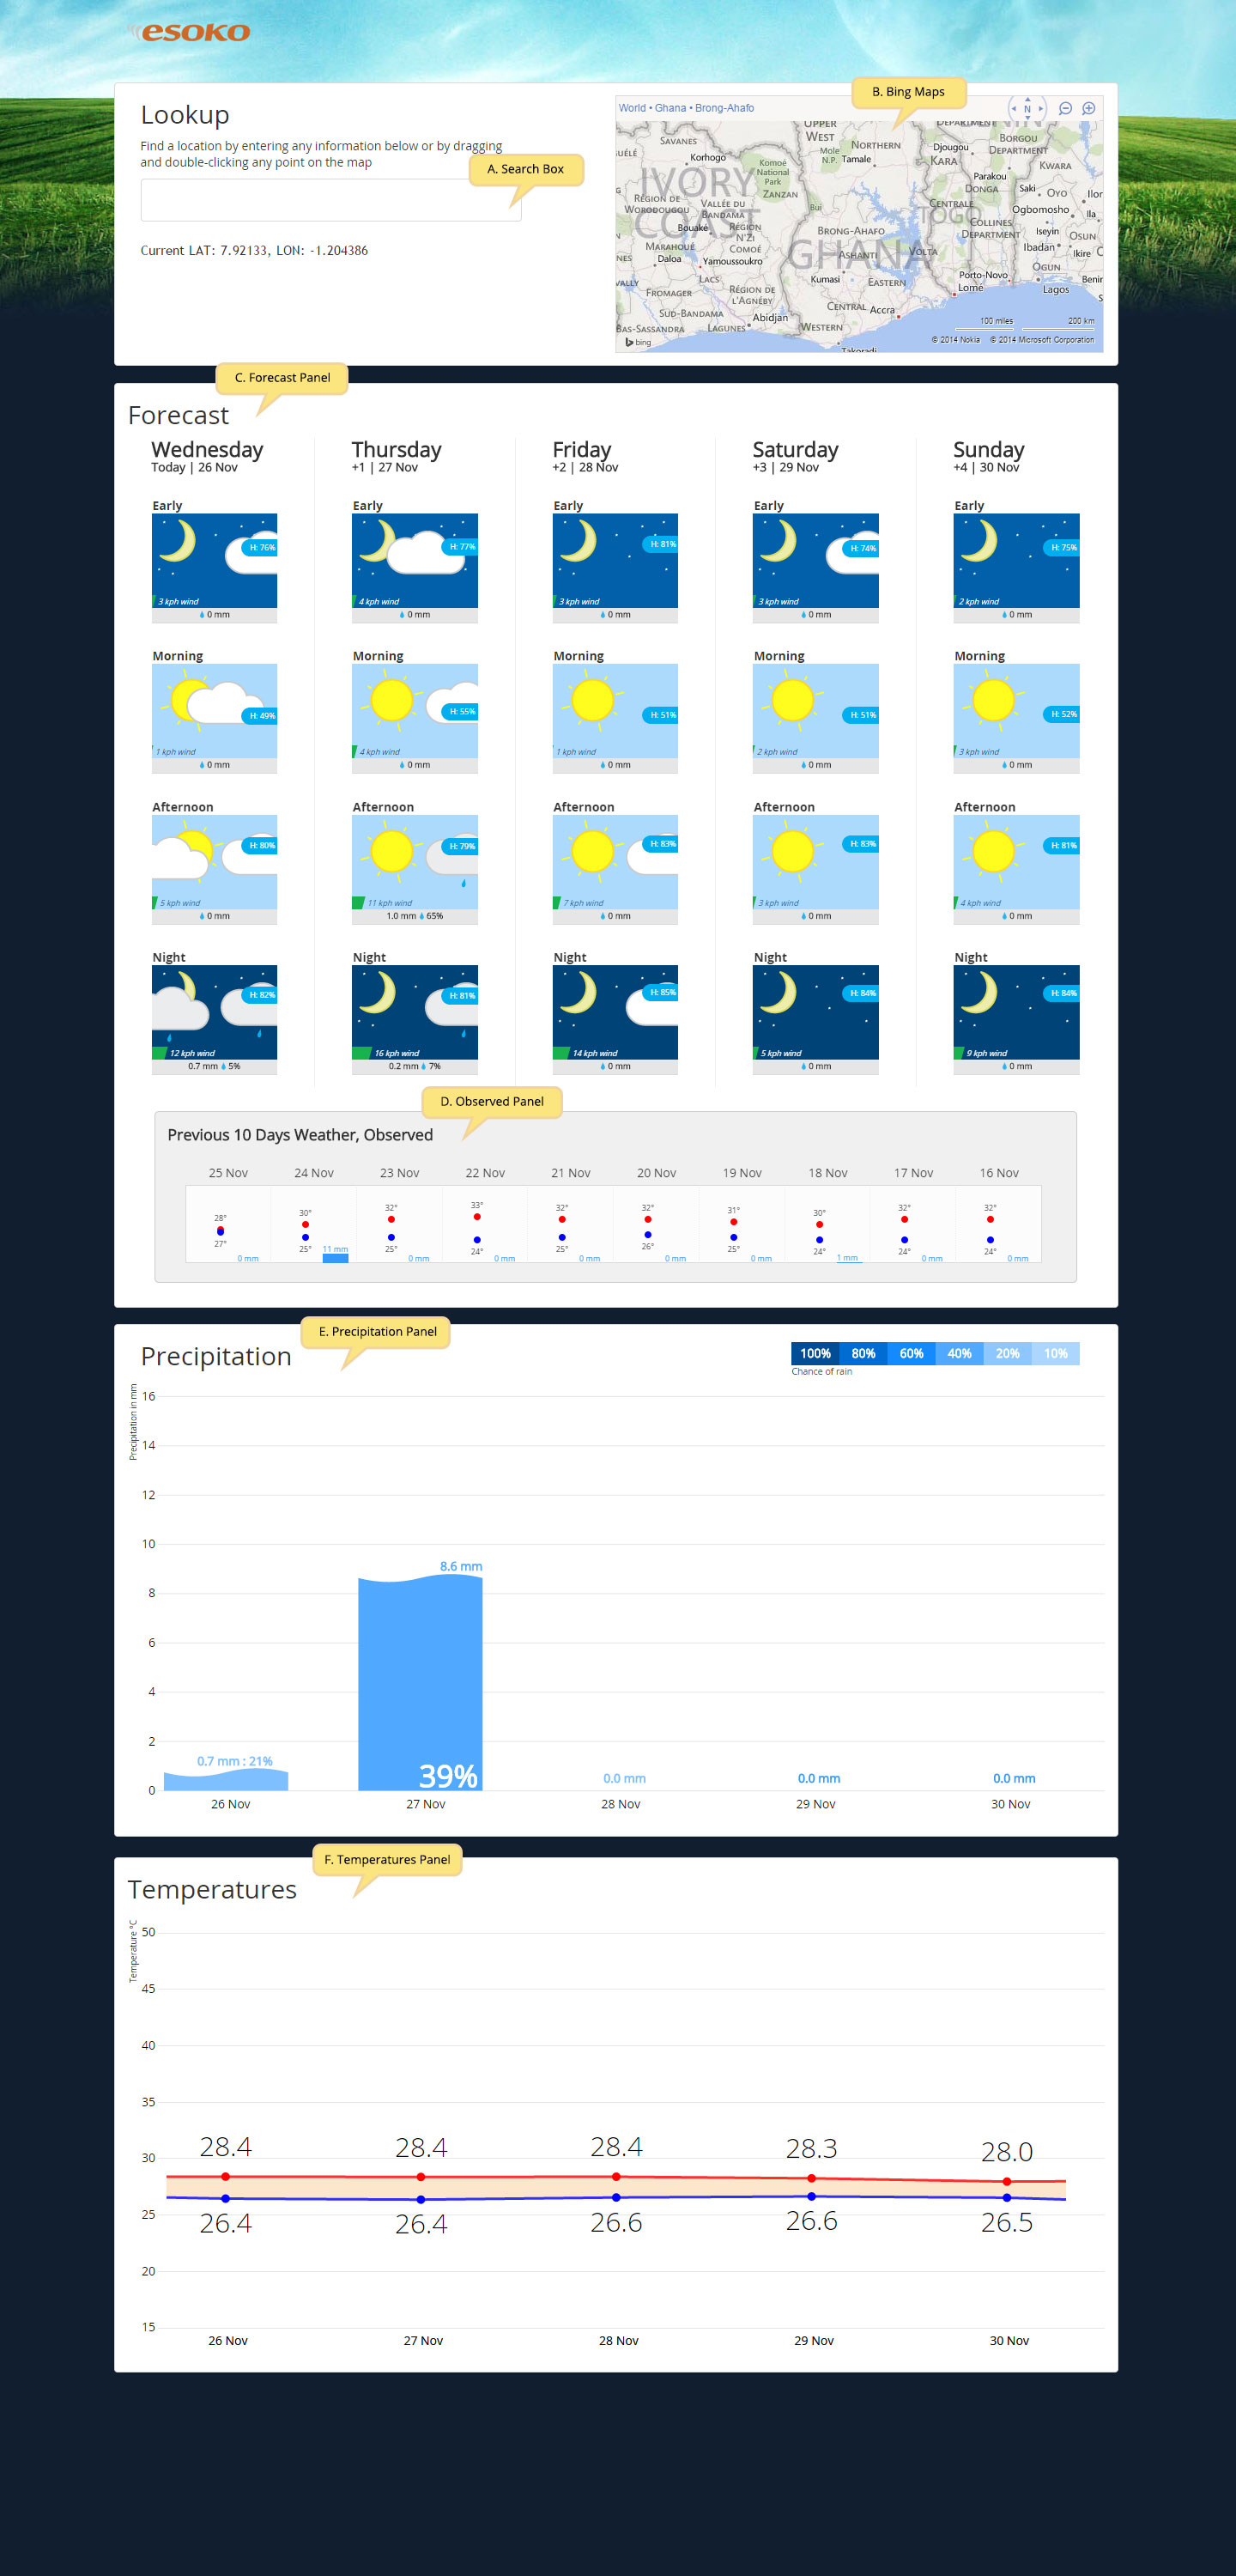 esoko
B. Bing Maps
Lookup
Find a location by entering any information below or by dragging
and double-clicking any point on the map
A. Search Box
Current LAT: 7.92133, LON: -1.204386
World • Ghana • Brong-Ahafo
N
UPPER
WEST
NORTHERN
DEPARTMENT
BORGOU
DEPARTMENT
SAVANES
Korhogo
Mole
N.P.
Tamale
Djougou
KARA
KWARA
Komoé
National
Park
Parakou
DONGA
IVORY
COAST
ZANZAN
Saki
OYO
Ilor
RÉGION DE
WORODOUGOU
VALLÉE DU
BANDAMA
Bui
CENTRALE
TOGO
Ogbomosho
Ila
Bouaké
RÉGION
N'ZI
COMOÉ
BRONG-AHAFO
COLLINES
DEPARTMENT
Iseyin
OSUN
MARAHOUÉ
GHANA
Ibadan
Ikire
Daloa
Yamoussoukro
ASHANTI
VOLTA
OGUN
LACS
Kumasi
EASTERN
Porto-Novo
Lomé
Lagos
Benin
FROMAGER
RÉGION DE
L'AGNÉBY
SUD-BANDAMA
Abidjan
CENTRAL
Accra
BAS-SASSANDRA
LAGUNES
WESTERN
100 miles
200 km
bing
© 2014 Nokia © 2014 Microsoft Corporation
Takoradi
C. Forecast Panel
Forecast
Wednesday Thursday Friday Saturday Sunday
Today | 26 Nov +1 | 27 Nov +2 | 28 Nov +3 | 29 Nov +4 | 30 Nov
Early Early Early Early Early
H: 76% H: 77% H: 81% H: 74% H: 75%
3 kph wind 4 kph wind 3 kph wind 3 kph wind 2 kph wind
0 mm 0 mm 0 mm 0 mm 0 mm
Morning Morning Morning Morning Morning
H: 49% H: 55% H: 51% H: 51% H: 52%
1 kph wind 4 kph wind 1 kph wind 2 kph wind 3 kph wind
0 mm 0 mm 0 mm 0 mm 0 mm
Afternoon Afternoon Afternoon Afternoon Afternoon
H: 80% H: 79% H: 83% H: 83% H: 81%
5 kph wind 11 kph wind 7 kph wind 3 kph wind 4 kph wind
0 mm 1.0 mm 65% 0 mm 0 mm 0 mm
Night Night Night Night Night
H: 82% H: 81% H: 85% H: 84% H: 84%
12 kph wind 16 kph wind 14 kph wind 5 kph wind 9 kph wind
0.7 mm 5% 0.2 mm 7% 0 mm 0 mm 0 mm
D. Observed Panel
Previous 10 Days Weather, Observed
25 Nov 24 Nov 23 Nov 22 Nov 21 Nov 20 Nov 19 Nov 18 Nov 17 Nov 16 Nov
28° 30° 32° 33° 32° 32° 31° 30° 32° 32°
27° 25° 25° 24° 25° 26° 25° 24° 24° 24°
0 mm 11 mm 0 mm 0 mm 0 mm 0 mm 0 mm 1 mm 0 mm 0 mm
E. Precipitation Panel
Precipitation
100% 80% 60% 40% 20% 10%
Chance of rain
Precipitation in mm
16
14
12
10
8.6 mm
8
6
4
2
0.7 mm : 21%
39%
0.0 mm 0.0 mm 0.0 mm
0
26 Nov 27 Nov 28 Nov 29 Nov 30 Nov
F. Temperatures Panel
Temperatures
Temperature °C
50
45
40
35
28.4 28.4 28.4 28.3 28.0
30
25
26.4 26.4 26.6 26.6 26.5
20
15
26 Nov 27 Nov 28 Nov 29 Nov 30 Nov